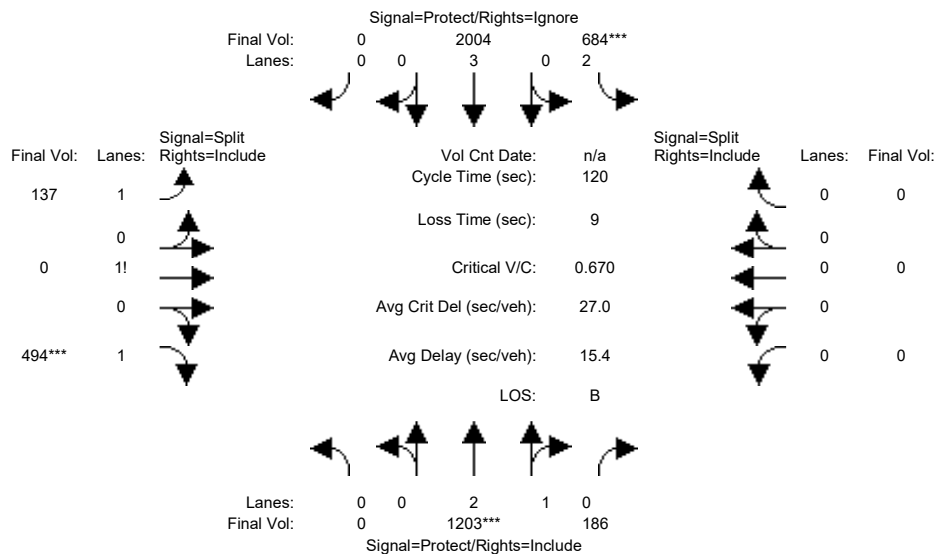 Signal=Protect/Rights=Ignore
Final Vol: 0 2004 684***
Lanes: 0 0 3 0 2
Signal=Split
Final Vol: Lanes: Rights=Include
Vol Cnt Date: n/a
Signal=Split
Rights=Include Lanes: Final Vol:
Cycle Time (sec): 120
137 1
0 0
Loss Time (sec): 9
0
0
0 1!
Critical V/C: 0.670
0 0
0
Avg Crit Del (sec/veh): 27.0
0
494*** 1
Avg Delay (sec/veh): 15.4
0 0
LOS: B
Lanes: 0 0 2 1 0
Final Vol: 0 1203*** 186
Signal=Protect/Rights=Include